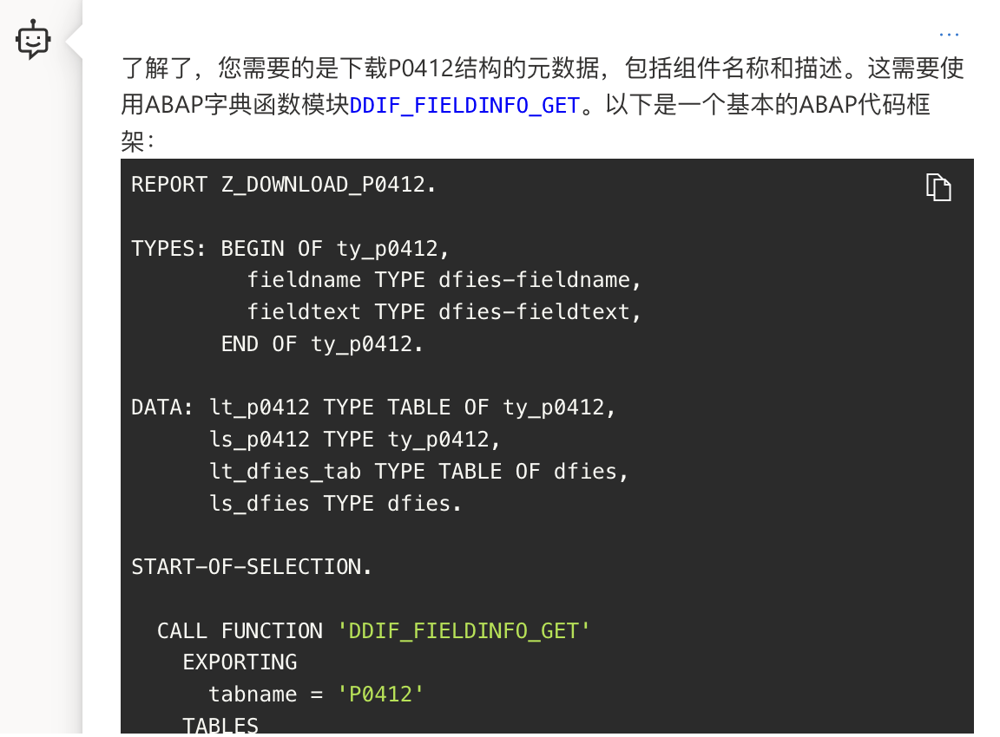 ...
了解了，您需要的是下载P0412结构的元数据，包括组件名称和描述。这需要使
用ABAP字典函数模块DDIF_FIELDINFO_GET。以下是一个基本的ABAP代码框
架：
REPORT Z_DOWNLOAD_P0412.
TYPES: BEGIN OF ty_p0412,
         fieldname TYPE dfies-fieldname,
         fieldtext TYPE dfies-fieldtext,
       END OF ty_p0412.
DATA: lt_p0412 TYPE TABLE OF ty_p0412,
      ls_p0412 TYPE ty_p0412,
      lt_dfies_tab TYPE TABLE OF dfies,
      ls_dfies TYPE dfies.
START-OF-SELECTION.
  CALL FUNCTION 'DDIF_FIELDINFO_GET'
    EXPORTING
      tabname = 'P0412'
    TABLES